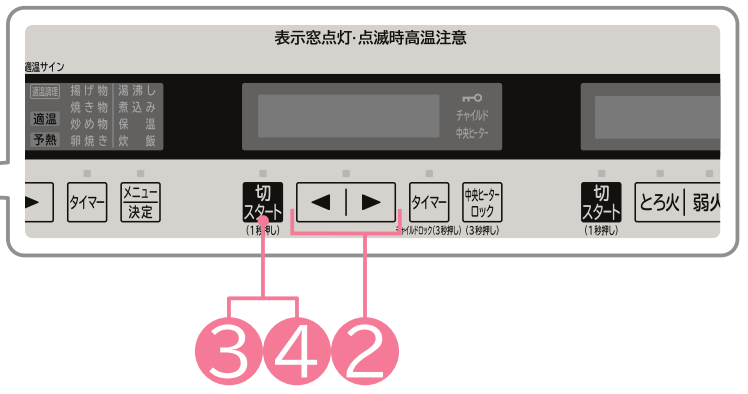 表示窓点灯・点滅時高温注意
適温サイン
適温調理 揚げ物 湯沸し
焼き物 煮込み
適温 炒め物 保 温
予熱 卵焼き 炊 飯
チャイルド
中央ヒーター
タイマー
メニュー
決定
切
スタート
(1秒押し)
タイマー
チャイルドロック(3秒押し)
中央ヒーター
ロック
(3秒押し)
切
スタート
(1秒押し)
とろ火 弱火
3 4 2